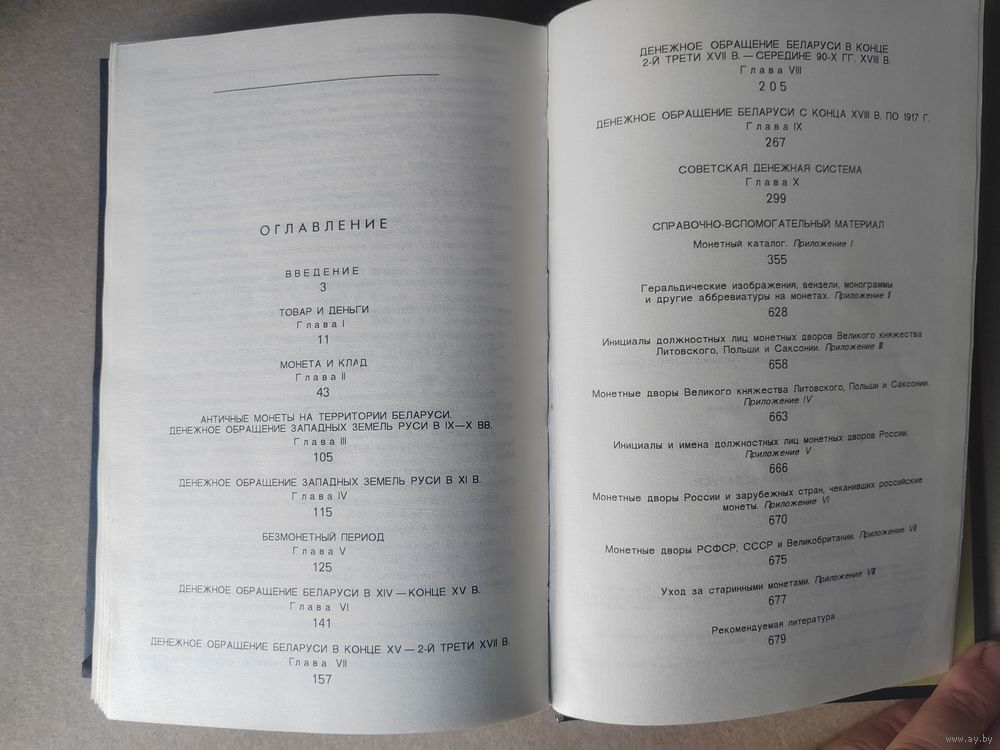 ОГЛАВЛЕНИЕ
ВВЕДЕНИЕ
3
ТОВАР И ДЕНЬГИ
Глава I
11
МОНЕТА И КЛАД
Глава II
43
АНТИЧНЫЕ МОНЕТЫ НА ТЕРРИТОРИИ БЕЛАРУСИ.
ДЕНЕЖНОЕ ОБРАЩЕНИЕ ЗАПАДНЫХ ЗЕМЕЛЬ РУСИ В IX—X ВВ.
Глава III
105
ДЕНЕЖНОЕ ОБРАЩЕНИЕ ЗАПАДНЫХ ЗЕМЕЛЬ РУСИ В XI В.
Глава IV
115
БЕЗМОНЕТНЫЙ ПЕРИОД
Глава V
125
ДЕНЕЖНОЕ ОБРАЩЕНИЕ БЕЛАРУСИ В XIV — КОНЦЕ XV В.
Глава VI
141
ДЕНЕЖНОЕ ОБРАЩЕНИЕ БЕЛАРУСИ В КОНЦЕ XV — 2-Й ТРЕТИ XVII В.
Глава VII
157
ДЕНЕЖНОЕ ОБРАЩЕНИЕ БЕЛАРУСИ В КОНЦЕ
2-Й ТРЕТИ XVII В. — СЕРЕДИНЕ 90-Х ГГ. XVIII В.
Глава VIII
205
ДЕНЕЖНОЕ ОБРАЩЕНИЕ БЕЛАРУСИ С КОНЦА XVIII В. ПО 1917 Г.
Глава IX
267
СОВЕТСКАЯ ДЕНЕЖНАЯ СИСТЕМА
Глава X
299
СПРАВОЧНО-ВСПОМОГАТЕЛЬНЫЙ МАТЕРИАЛ
Монетный каталог. Приложение I
355
Геральдические изображения, вензели, монограммы
и другие аббревиатуры на монетах. Приложение II
628
Инициалы должностных лиц монетных дворов Великого княжества
Литовского, Польши и Саксонии. Приложение III
658
Монетные дворы Великого княжества Литовского, Польши и Саксонии.
Приложение IV
663
Инициалы и имена должностных лиц монетных дворов России.
Приложение V
666
Монетные дворы России и зарубежных стран, чеканивших российские
монеты. Приложение VI
670
Монетные дворы РСФСР, СССР и Великобритании. Приложение VII
675
Уход за старинными монетами. Приложение VIII
677
Рекомендуемая литература
679
www.ay.by